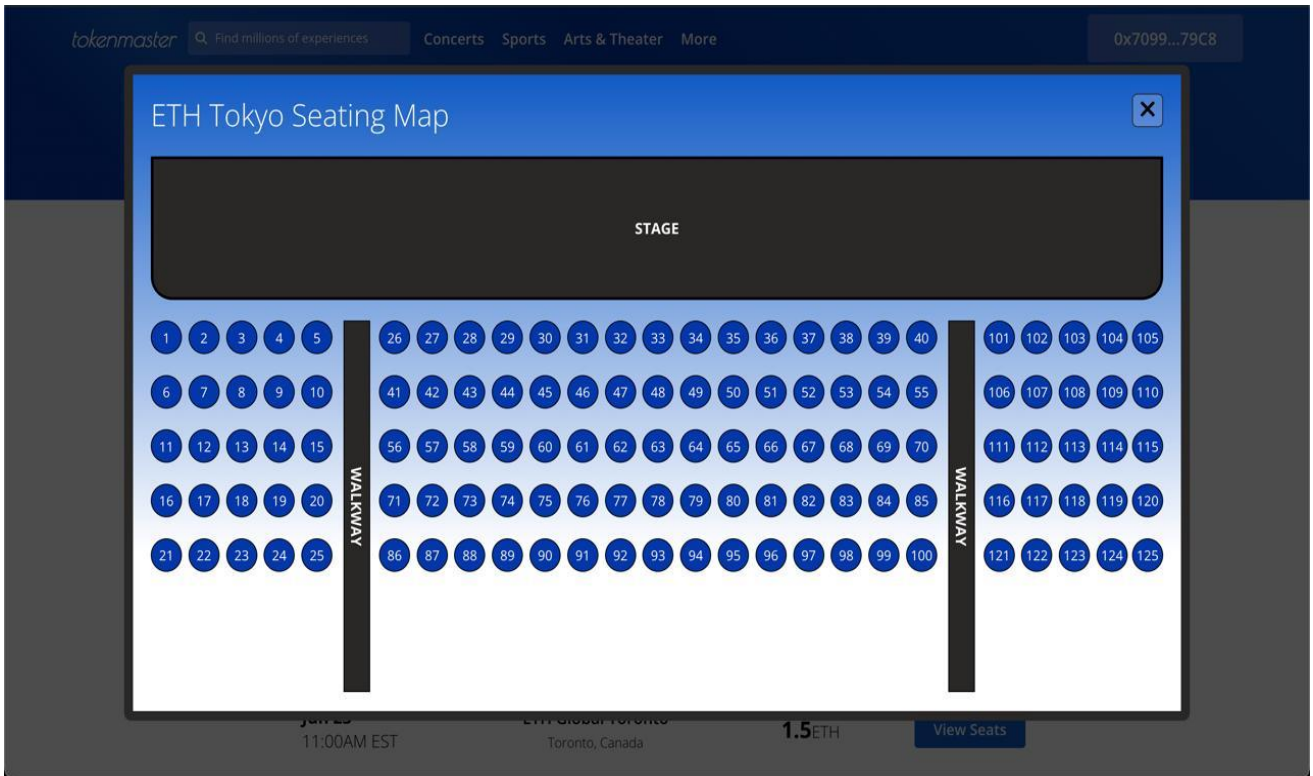 tokenmaster Find millions of experiences Concerts Sports Arts & Theater More 0x7099...79C8
ETH Tokyo Seating Map X
STAGE
1 2 3 4 5 26 27 28 29 30 31 32 33 34 35 36 37 38 39 40 101 102 103 104 105
6 7 8 9 10 41 42 43 44 45 46 47 48 49 50 51 52 53 54 55 106 107 108 109 110
11 12 13 14 15 56 57 58 59 60 61 62 63 64 65 66 67 68 69 70 111 112 113 114 115
16 17 18 19 20 71 72 73 74 75 76 77 78 79 80 81 82 83 84 85 116 117 118 119 120
21 22 23 24 25 86 87 88 89 90 91 92 93 94 95 96 97 98 99 100 121 122 123 124 125
WALKWAY
WALKWAY
ETH Global Toronto
11:00AM EST Toronto, Canada 1.5ETH View Seats